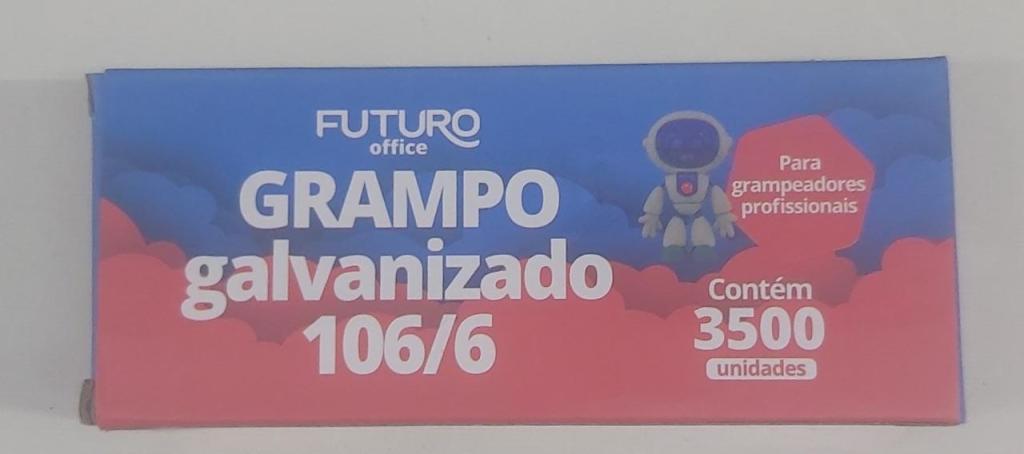 FUTURO
office
GRAMPO
galvanizado
106/6
Para
grampeadores
profissionais
Contém
3500
unidades